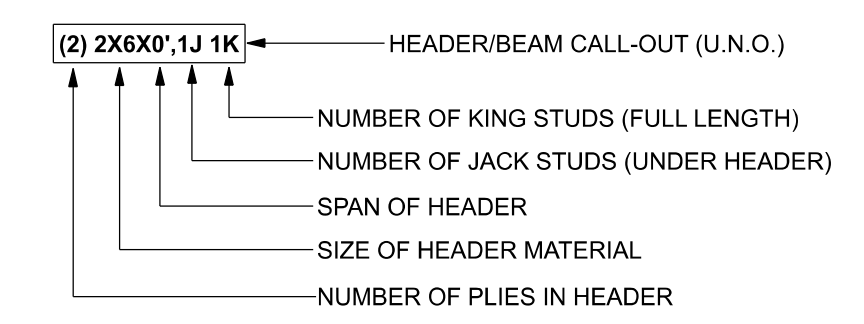 (2) 2X6X0',1J 1K
HEADER/BEAM CALL-OUT (U.N.O.)
NUMBER OF KING STUDS (FULL LENGTH)
NUMBER OF JACK STUDS (UNDER HEADER)
SPAN OF HEADER
SIZE OF HEADER MATERIAL
NUMBER OF PLIES IN HEADER